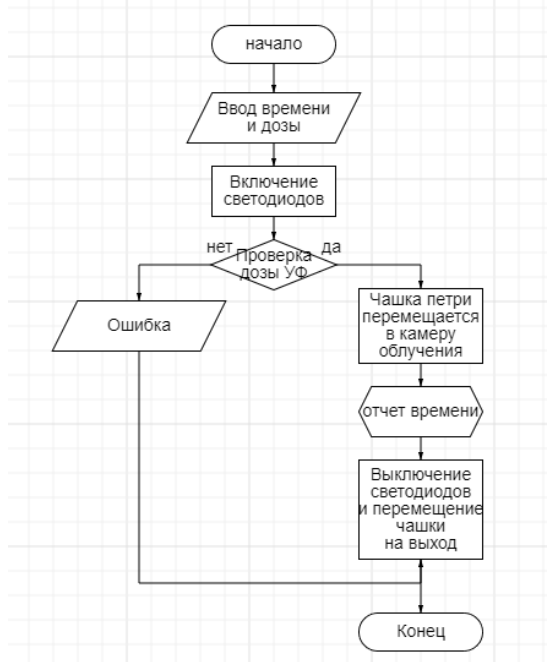 начало
Ввод времени
и дозы
Включение
светодиодов
нет
да
Проверка
дозы УФ
Ошибка
Чашка петри
перемещается
в камеру
облучения
отчет времени
Выключение
светодиодов
и перемещение
чашки
на выход
Конец